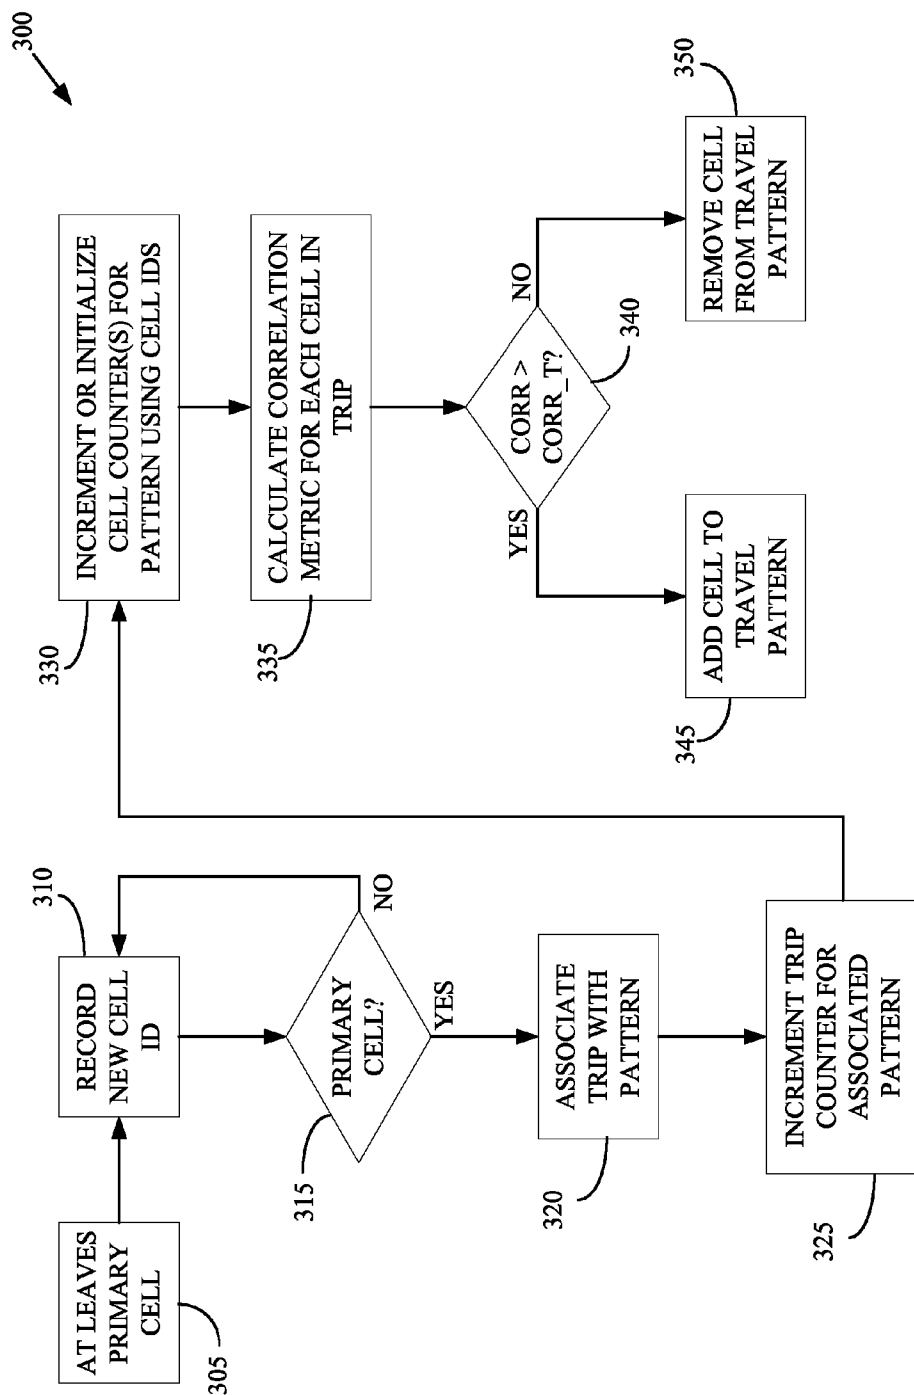 300
AT LEAVES
PRIMARY
CELL
305
RECORD
NEW CELL
ID
310
PRIMARY
CELL?
315
NO
YES
ASSOCIATE
TRIP WITH
PATTERN
320
INCREMENT TRIP
COUNTER FOR
ASSOCIATED
PATTERN
325
INCREMENT OR INITIALIZE
CELL COUNTER(S) FOR
PATTERN USING CELL IDS
330
CALCULATE CORRELATION
METRIC FOR EACH CELL IN
TRIP
335
CORR >
CORR_T?
340
YES
NO
ADD CELL TO
TRAVEL
PATTERN
345
REMOVE CELL
FROM TRAVEL
PATTERN
350